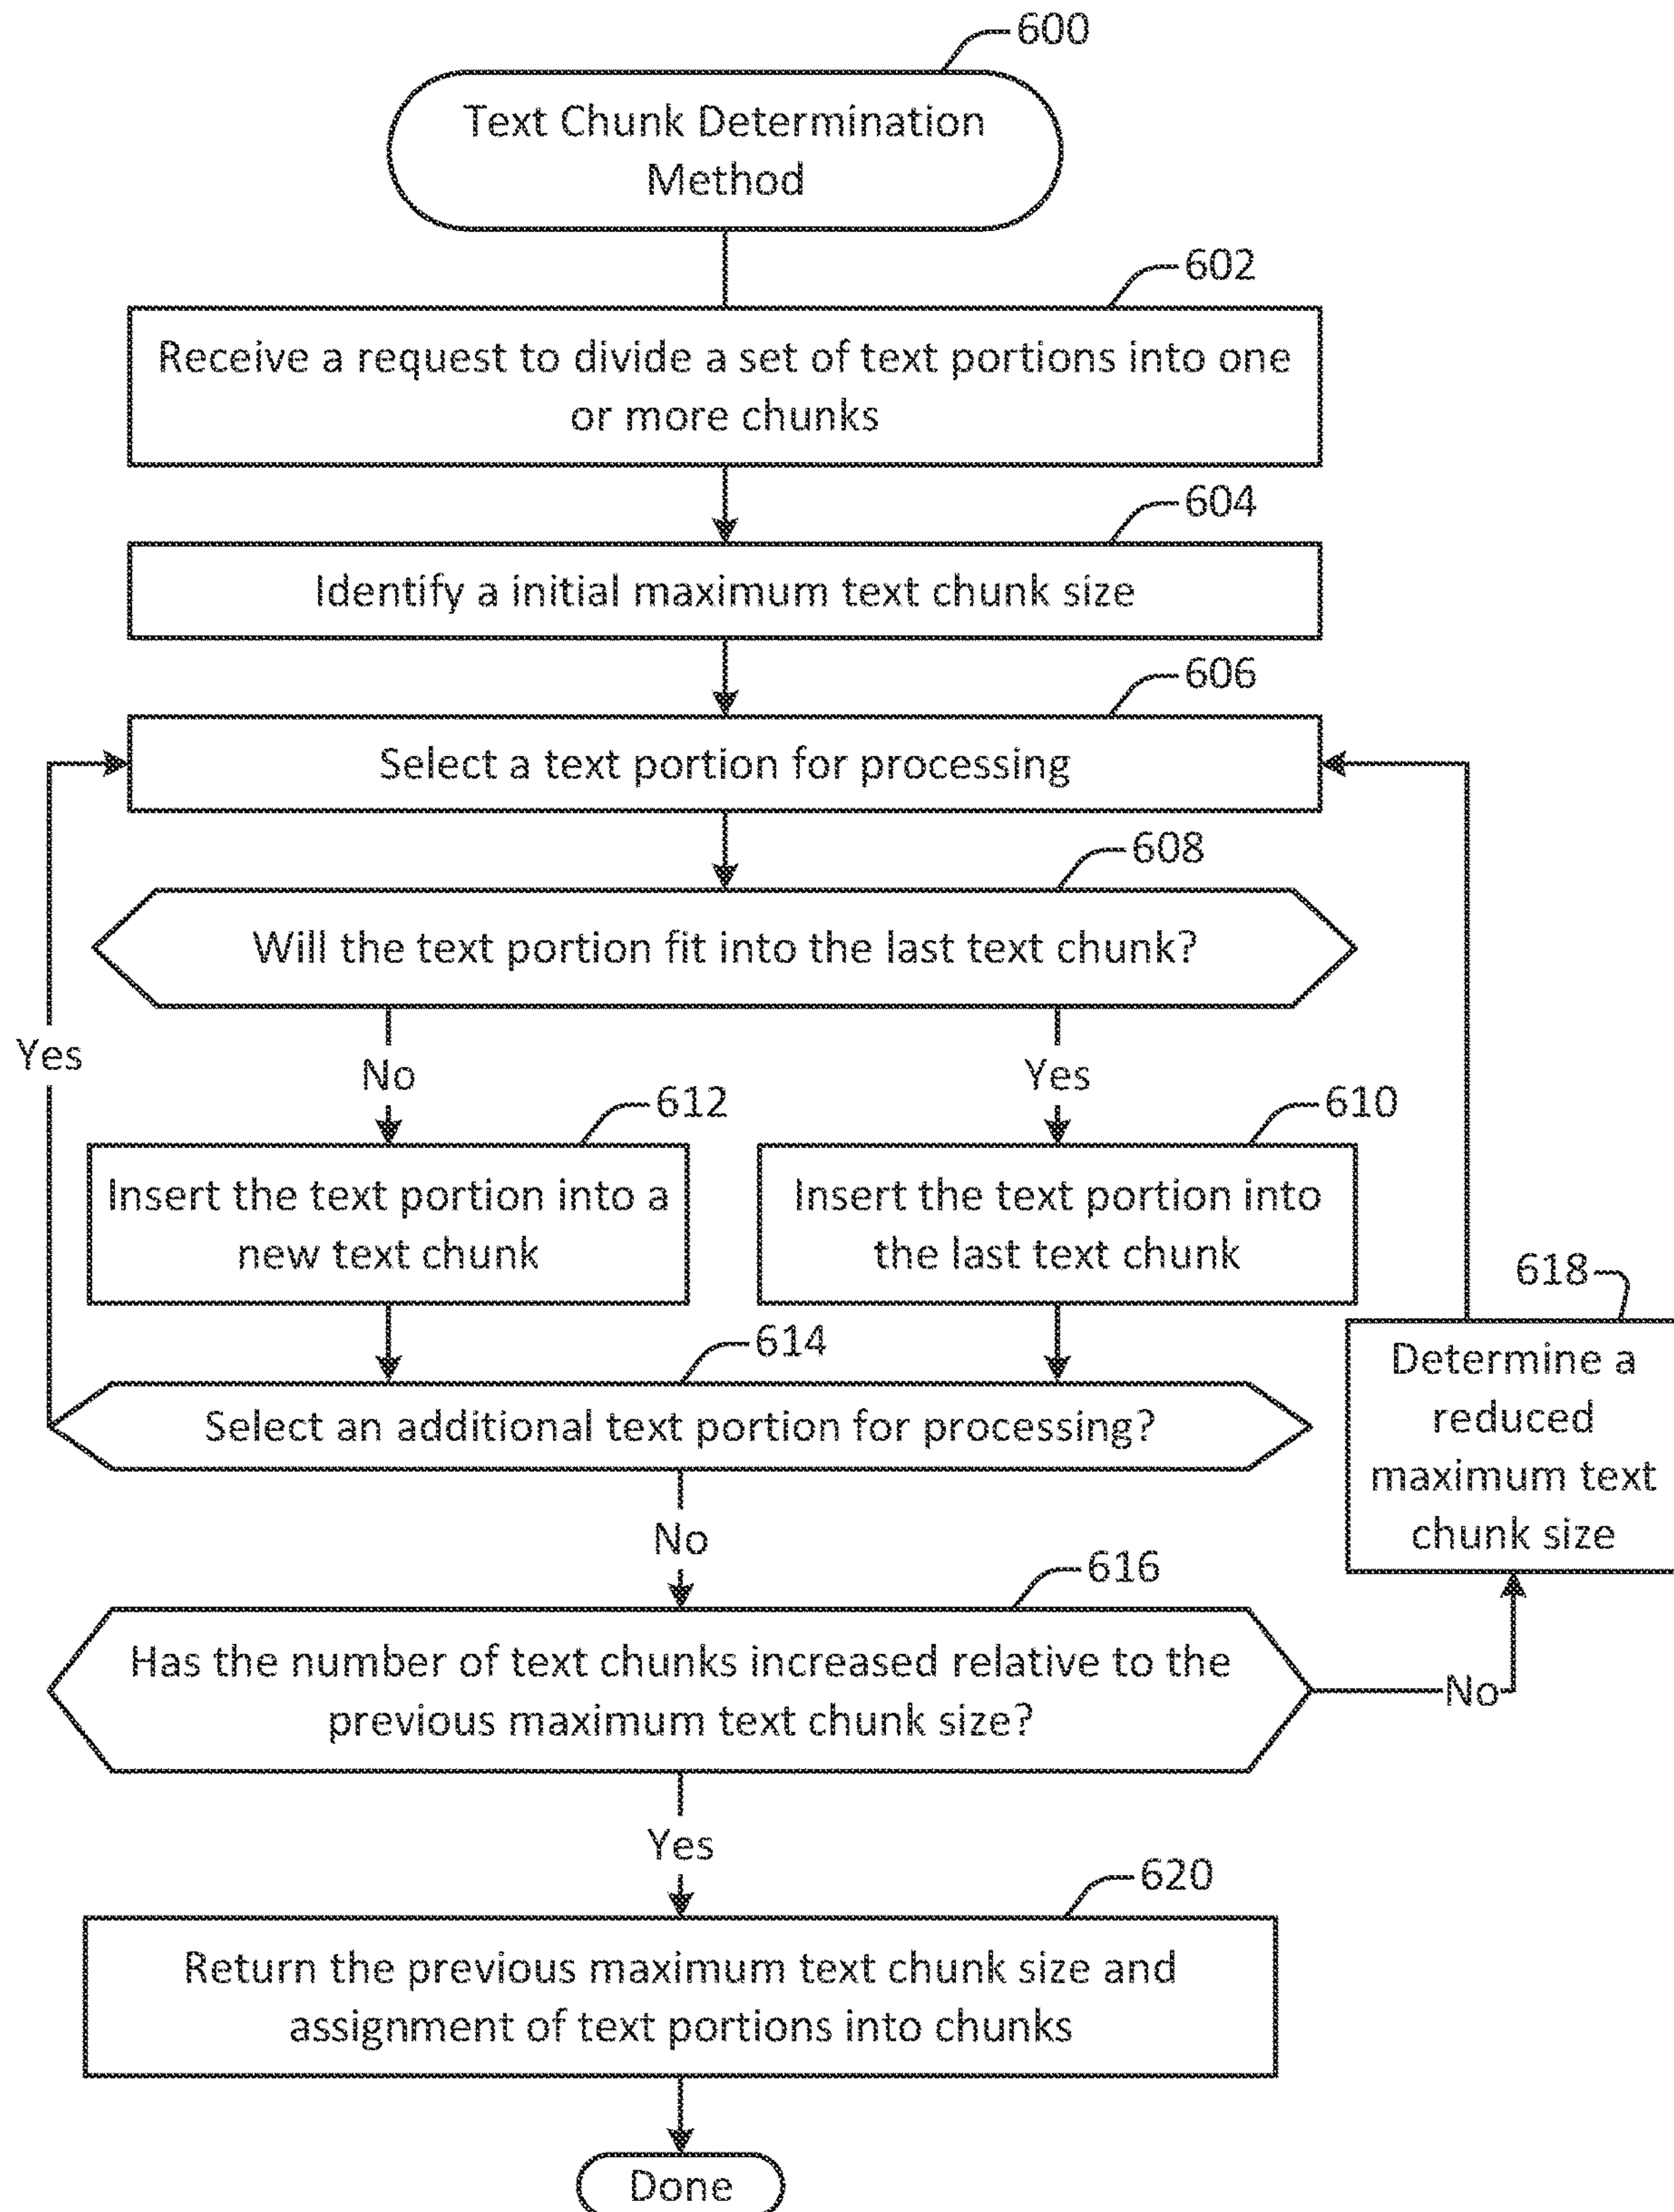 600
Text Chunk Determination
Method
602
Receive a request to divide a set of text portions into one
or more chunks
604
Identify a initial maximum text chunk size
606
Select a text portion for processing
608
Will the text portion fit into the last text chunk?
Yes
No
Yes
612
610
Insert the text portion into a
new text chunk
Insert the text portion into
the last text chunk
618
Determine a
reduced
maximum text
chunk size
614
Select an additional text portion for processing?
No
616
Has the number of text chunks increased relative to the
previous maximum text chunk size?
No
Yes
620
Return the previous maximum text chunk size and
assignment of text portions into chunks
Done